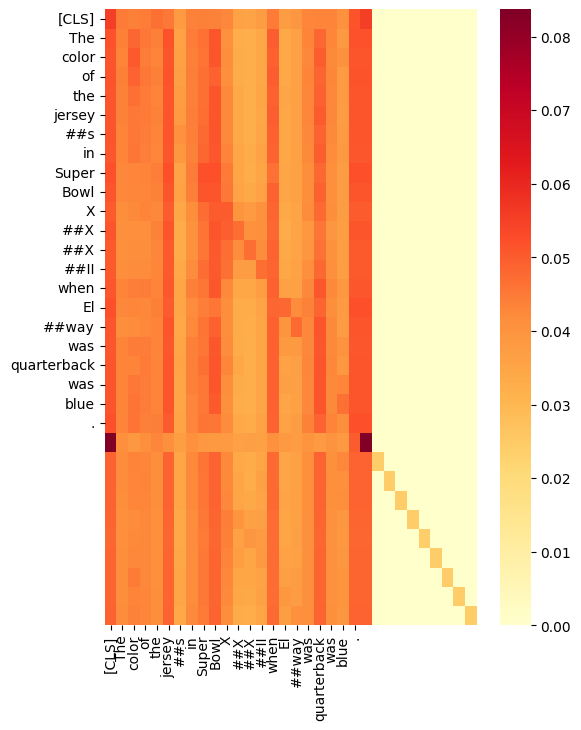 [CLS]
The
color
of
the
jersey
##s
in
Super
Bowl
X
##X
##X
##II
when
El
##way
was
quarterback
was
blue
.
[CLS]
The
color
of
the
jersey
##s
in
Super
Bowl
X
##X
##X
##II
when
El
##way
was
quarterback
was
blue
.
0.08
0.07
0.06
0.05
0.04
0.03
0.02
0.01
0.00